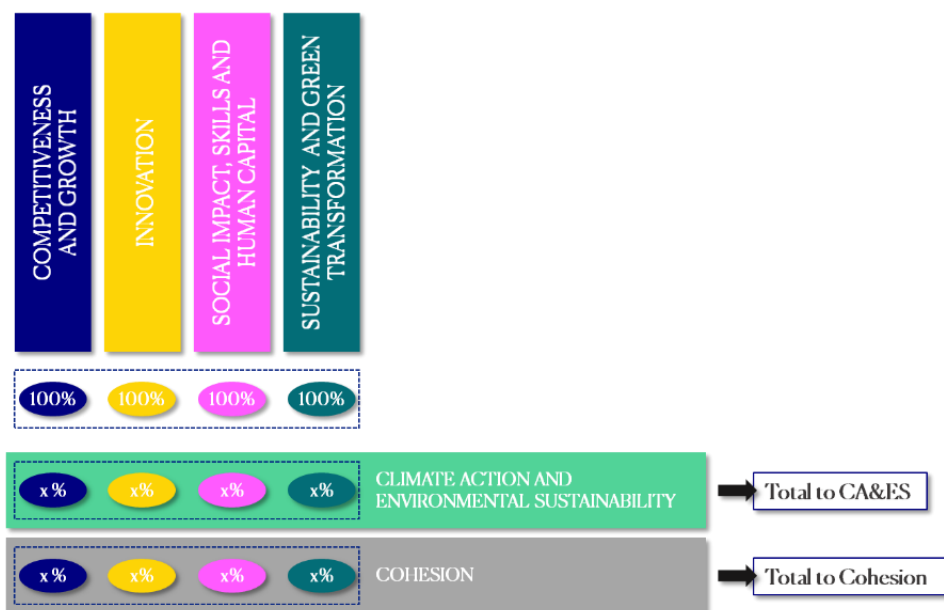 COMPETITIVENESS
AND GROWTH
INNOVATION
SOCIAL IMPACT, SKILLS AND
HUMAN CAPITAL
SUSTAINABILITY AND GREEN
TRANSFORMATION
100% 100% 100% 100%
x% x% x% x%
CLIMATE ACTION AND
ENVIRONMENTAL SUSTAINABILITY
Total to CA&ES
x% x% x% x%
COHESION
Total to Cohesion